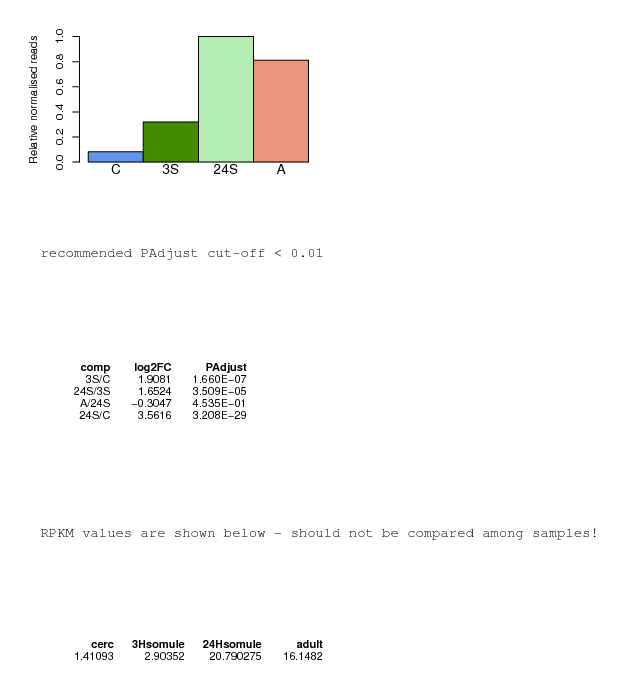 Relative normalised reads
1.0
0.8
0.6
0.4
0.2
0.0
C 3S 24S A
recommended PAdjust cut-off < 0.01
comp log2FC PAdjust
3S/C 1.9081 1.660E-07
24S/3S 1.6524 3.509E-05
A/24S -0.3047 4.535E-01
24S/C 3.5616 3.208E-29
RPKM values are shown below - should not be compared among samples!
cerc 3Hsomule 24Hsomule adult
1.41093 2.90352 20.790275 16.1482